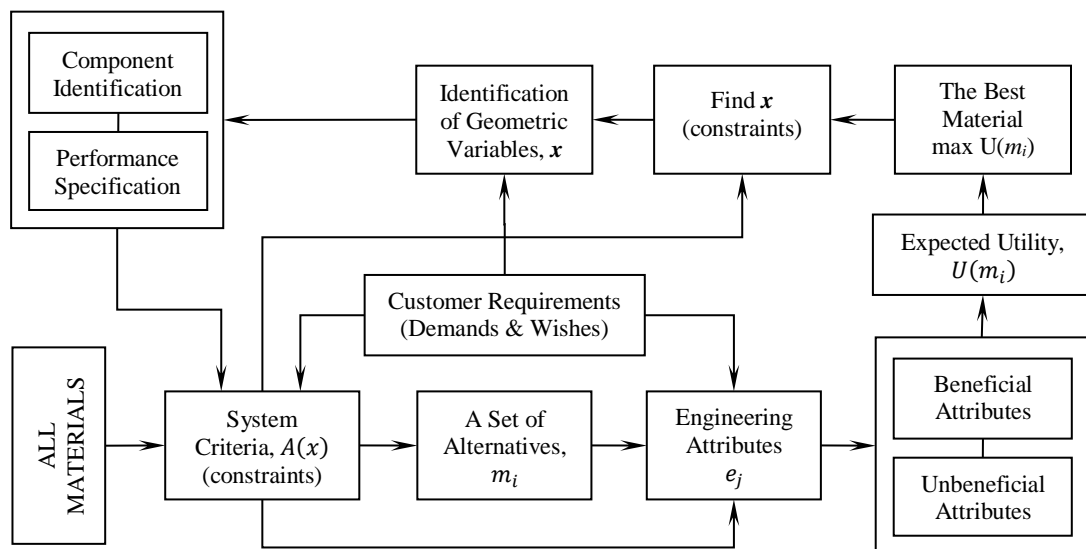 Component
Identification
Performance
Specification
Identification
of Geometric
Variables, x
Find x
(constraints)
The Best
Material
max U(mᵢ)
Expected Utility,
U(mᵢ)
Customer Requirements
(Demands & Wishes)
ALL
MATERIALS
System
Criteria, A(x)
(constraints)
A Set of
Alternatives,
mᵢ
Engineering
Attributes
eⱼ
Beneficial
Attributes
Unbeneficial
Attributes